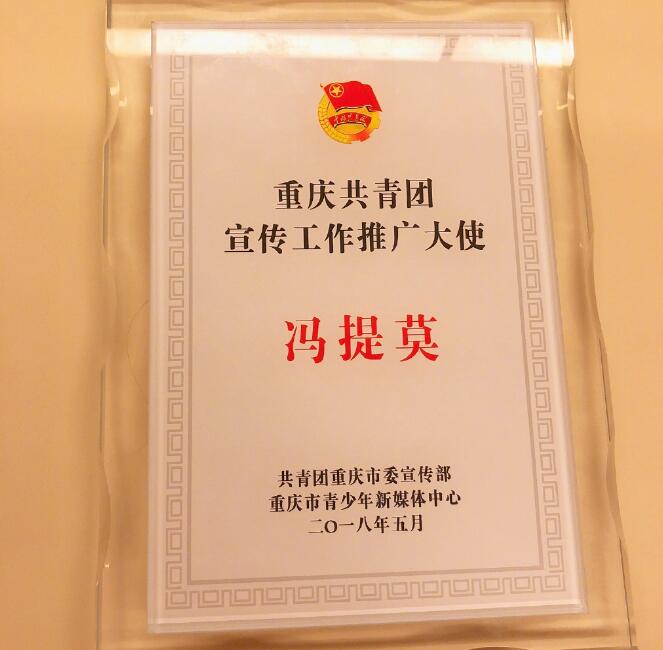 重庆共青团
宣传工作推广大使
冯提莫
共青团重庆市委宣传部
重庆市青少年新媒体中心
二〇一八年五月